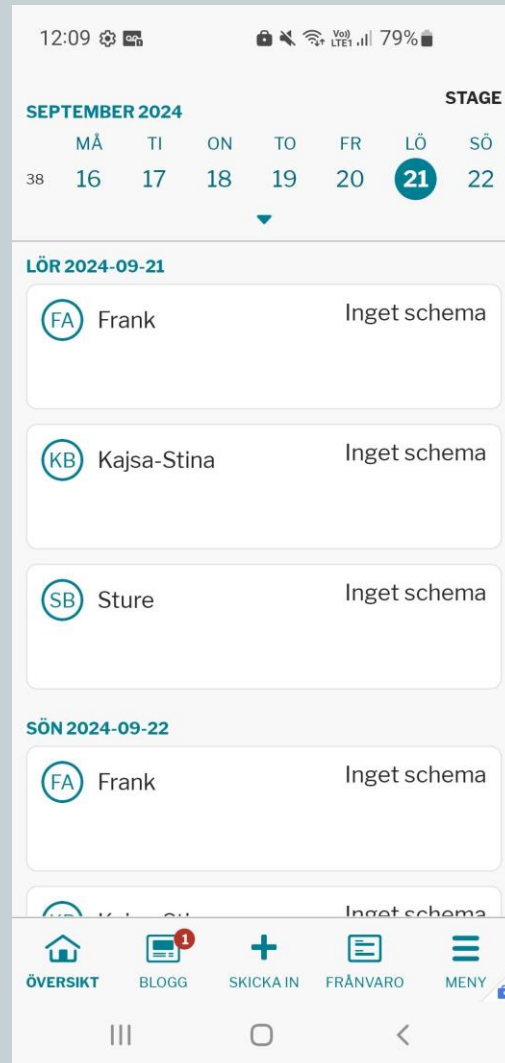 12:09 Vo)) LTE1 79%
STAGE
SEPTEMBER 2024
MÅ TI ON TO FR LÖ SÖ
38 16 17 18 19 20 21 22
LÖR 2024-09-21
FA Frank Inget schema
KB Kajsa-Stina Inget schema
SB Sture Inget schema
SÖN 2024-09-22
FA Frank Inget schema
Inget schema
1
ÖVERSIKT BLOGG SKICKA IN FRÅNVARO MENY